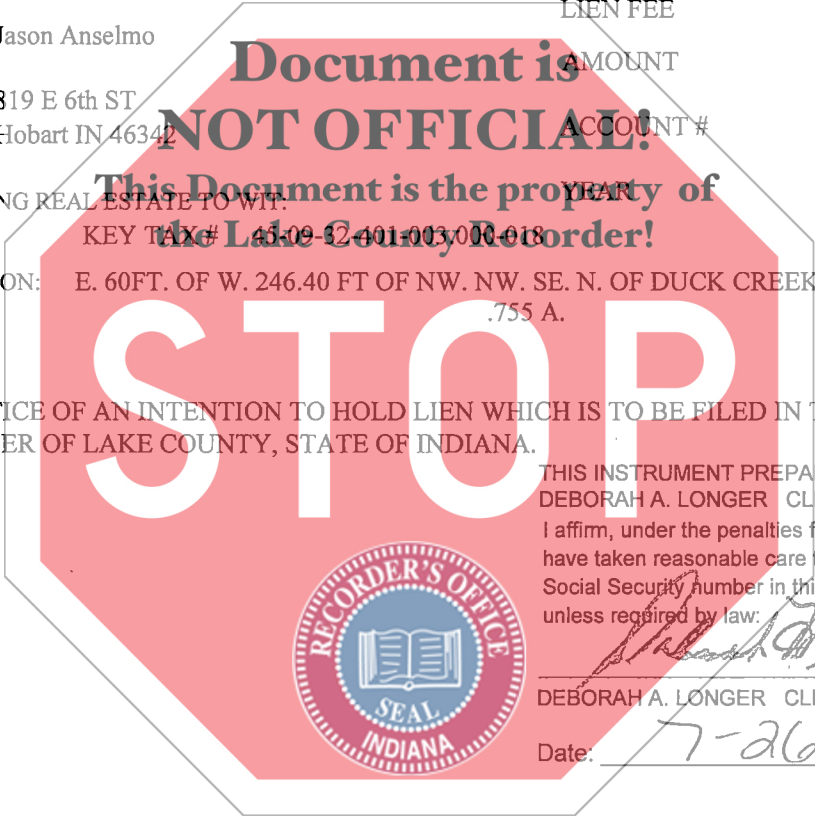 LIEN FEE
Jason Anselmo
Document is
AMOUNT
819 E 6th ST
NOT OFFICIAL!
ACCOUNT #
Hobart IN 46342
This Document is the property of
YEAR
NG REAL ESTATE TO WIT:
the Lake County Recorder!
KEY TAX # 45-09-32-401-003.000-018
ON: E. 60FT. OF W. 246.40 FT OF NW. NW. SE. N. OF DUCK CREEK
.755 A.
STOP
ICE OF AN INTENTION TO HOLD LIEN WHICH IS TO BE FILED IN T
ER OF LAKE COUNTY, STATE OF INDIANA.
THIS INSTRUMENT PREPA
DEBORAH A. LONGER CL
I affirm, under the penalties f
have taken reasonable care t
Social Security number in thi
unless required by law:
RECORDER'S OFFICE
SEAL
INDIANA
DEBORAH A. LONGER CL
Date: 7-26